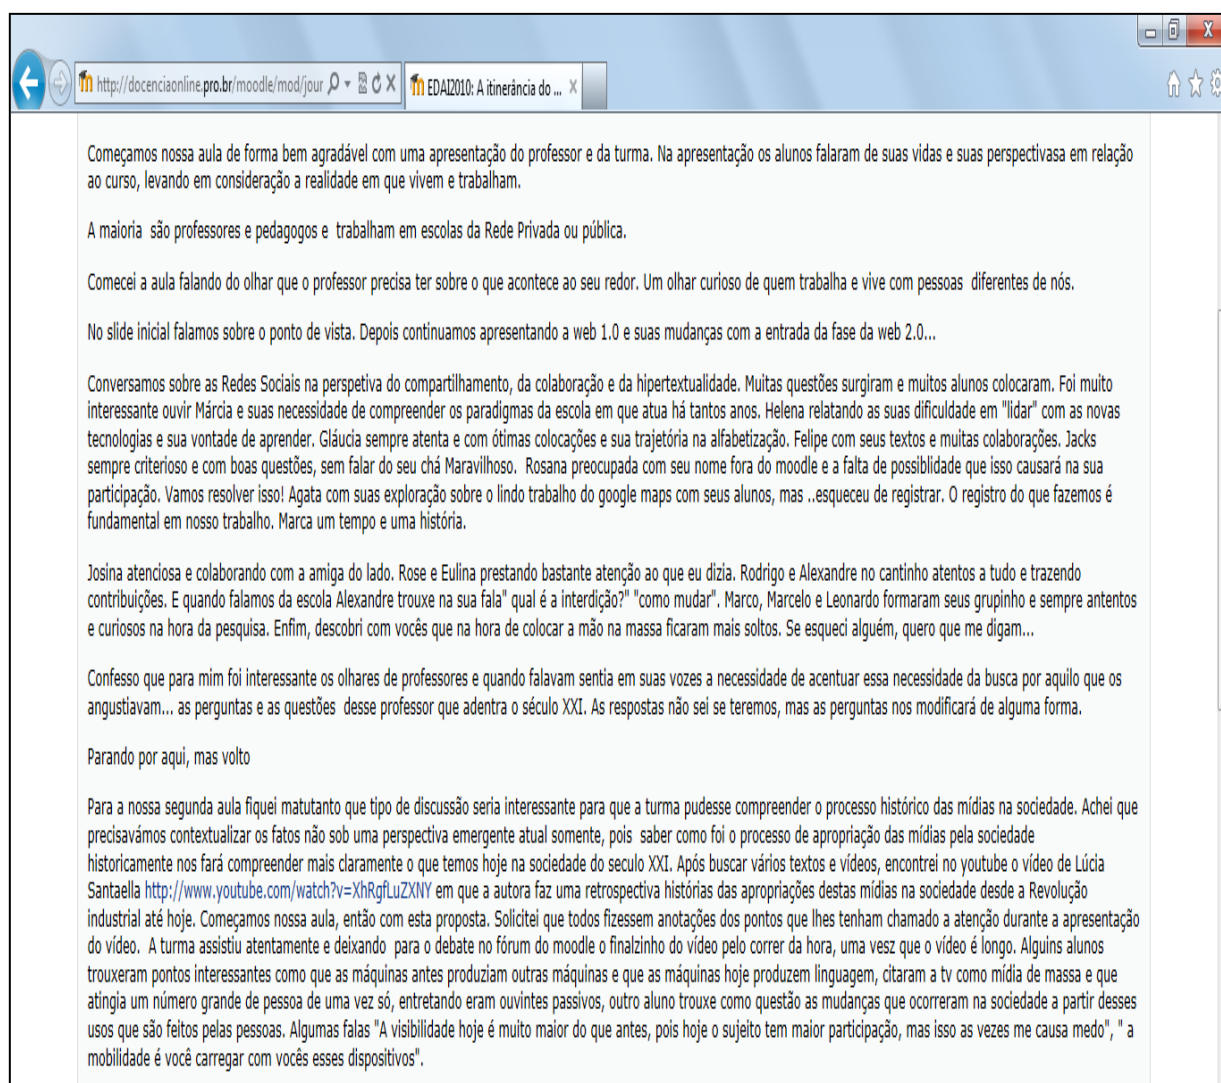 http://docenciaonline.pro.br/moodle/mod/jour
EDAI2010: A itinerância do ...
Começamos nossa aula de forma bem agradável com uma apresentação do professor e da turma. Na apresentação os alunos falaram de suas vidas e suas perspectivasa em relação
ao curso, levando em consideração a realidade em que vivem e trabalham.
A maioria são professores e pedagogos e trabalham em escolas da Rede Privada ou pública.
Comecei a aula falando do olhar que o professor precisa ter sobre o que acontece ao seu redor. Um olhar curioso de quem trabalha e vive com pessoas diferentes de nós.
No slide inicial falamos sobre o ponto de vista. Depois continuamos apresentando a web 1.0 e suas mudanças com a entrada da fase da web 2.0...
Conversamos sobre as Redes Sociais na perspetiva do compartilhamento, da colaboração e da hipertextualidade. Muitas questões surgiram e muitos alunos colocaram. Foi muito
interessante ouvir Márcia e suas necessidade de compreender os paradigmas da escola em que atua há tantos anos. Helena relatando as suas dificuldade em "lidar" com as novas
tecnologias e sua vontade de aprender. Gláucia sempre atenta e com ótimas colocações e sua trajetória na alfabetização. Felipe com seus textos e muitas colaborações. Jacks
sempre criterioso e com boas questões, sem falar do seu chá Maravilhoso. Rosana preocupada com seu nome fora do moodle e a falta de possiblidade que isso causará na sua
participação. Vamos resolver isso! Agata com suas exploração sobre o lindo trabalho do google maps com seus alunos, mas ..esqueceu de registrar. O registro do que fazemos é
fundamental em nosso trabalho. Marca um tempo e uma história.
Josina atenciosa e colaborando com a amiga do lado. Rose e Eulina prestando bastante atenção ao que eu dizia. Rodrigo e Alexandre no cantinho atentos a tudo e trazendo
contribuições. E quando falamos da escola Alexandre trouxe na sua fala" qual é a interdição?" "como mudar". Marco, Marcelo e Leonardo formaram seus grupinho e sempre antentos
e curiosos na hora da pesquisa. Enfim, descobri com vocês que na hora de colocar a mão na massa ficaram mais soltos. Se esqueci alguém, quero que me digam...
Confesso que para mim foi interessante os olhares de professores e quando falavam sentia em suas vozes a necessidade de acentuar essa necessidade da busca por aquilo que os
angustiavam... as perguntas e as questões desse professor que adentra o século XXI. As respostas não sei se teremos, mas as perguntas nos modificará de alguma forma.
Parando por aqui, mas volto
Para a nossa segunda aula fiquei matutanto que tipo de discussão seria interessante para que a turma pudesse compreender o processo histórico das mídias na sociedade. Achei que
precisavámos contextualizar os fatos não sob uma perspectiva emergente atual somente, pois saber como foi o processo de apropriação das mídias pela sociedade
historicamente nos fará compreender mais claramente o que temos hoje na sociedade do seculo XXI. Após buscar vários textos e vídeos, encontrei no youtube o vídeo de Lúcia
Santaella http://www.youtube.com/watch?v=XhRgfLuZXNY em que a autora faz uma retrospectiva histórias das apropriações destas mídias na sociedade desde a Revolução
industrial até hoje. Começamos nossa aula, então com esta proposta. Solicitei que todos fizessem anotações dos pontos que lhes tenham chamado a atenção durante a apresentação
do vídeo. A turma assistiu atentamente e deixando para o debate no fórum do moodle o finalzinho do vídeo pelo correr da hora, uma vesz que o vídeo é longo. Alguins alunos
trouxeram pontos interessantes como que as máquinas antes produziam outras máquinas e que as máquinas hoje produzem linguagem, citaram a tv como mídia de massa e que
atingia um número grande de pessoa de uma vez só, entretando eram ouvintes passivos, outro aluno trouxe como questão as mudanças que ocorreram na sociedade a partir desses
usos que são feitos pelas pessoas. Algumas falas "A visibilidade hoje é muito maior do que antes, pois hoje o sujeito tem maior participação, mas isso as vezes me causa medo", " a
mobilidade é você carregar com vocês esses dispositivos".